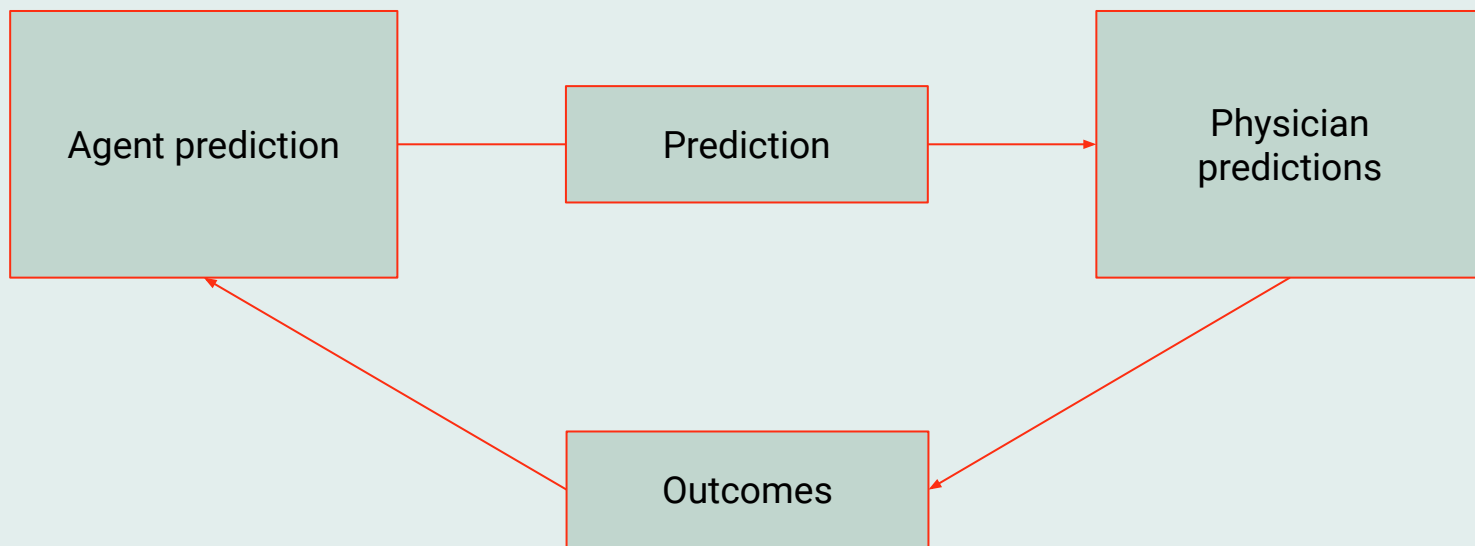 Agent prediction
Prediction
Physician
predictions
Outcomes